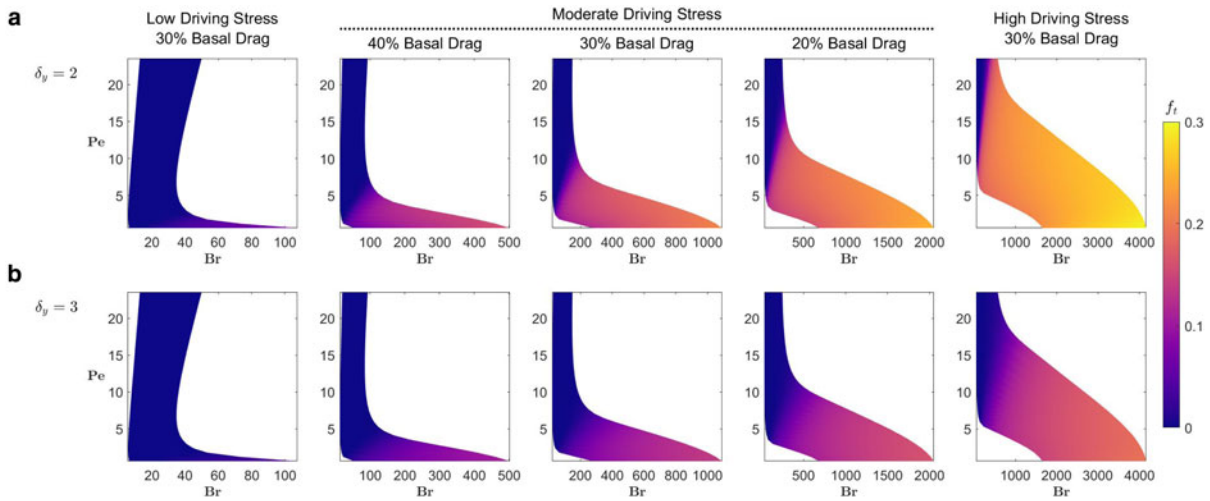 a
Low Driving Stress
30% Basal Drag
Moderate Driving Stress
40% Basal Drag
30% Basal Drag
20% Basal Drag
High Driving Stress
30% Basal Drag
δy = 2
Pe
20
15
10
5
20 40 60 80 100
Br
20
15
10
5
100 200 300 400 500
Br
20
15
10
5
200 400 600 800 1000
Br
20
15
10
5
500 1000 1500 2000
Br
20
15
10
5
1000 2000 3000 4000
Br
ft
0.3
0.2
0.1
0
b
δy = 3
Pe
20
15
10
5
20 40 60 80 100
Br
20
15
10
5
100 200 300 400 500
Br
20
15
10
5
200 400 600 800 1000
Br
20
15
10
5
500 1000 1500 2000
Br
20
15
10
5
1000 2000 3000 4000
Br